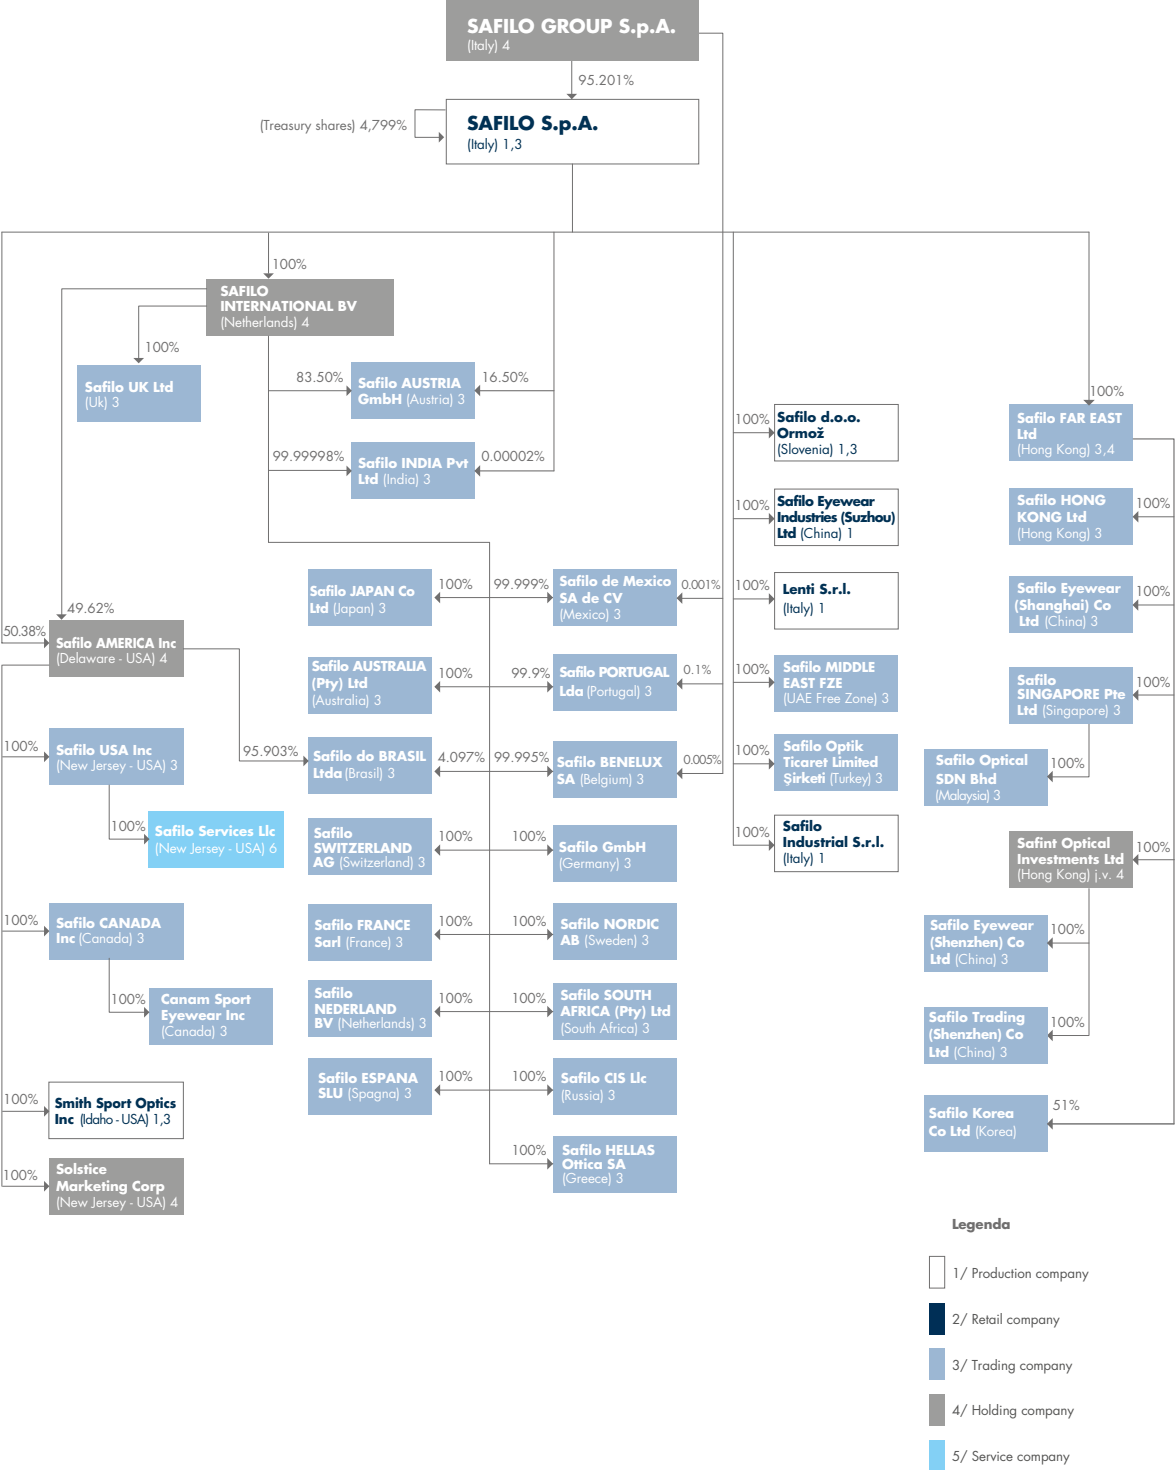 SAFILO GROUP S.p.A.
(Italy) 4
95.201%
(Treasury shares) 4,799%
SAFILO S.p.A.
(Italy) 1,3
100%
SAFILO
INTERNATIONAL BV
(Netherlands) 4
100%
Safilo UK Ltd
(Uk) 3
83.50%
Safilo AUSTRIA
GmbH (Austria) 3
16.50%
99.99998%
Safilo INDIA Pvt
Ltd (India) 3
0.00002%
49.62%
50.38%
Safilo AMERICA Inc
(Delaware - USA) 4
100%
Safilo USA Inc
(New Jersey - USA) 3
100%
Safilo Services Llc
(New Jersey - USA) 6
100%
Safilo CANADA
Inc (Canada) 3
100%
Canam Sport
Eyewear Inc
(Canada) 3
100%
Smith Sport Optics
Inc (Idaho - USA) 1,3
100%
Solstice
Marketing Corp
(New Jersey - USA) 4
Safilo JAPAN Co
Ltd (Japan) 3
100%
99.999%
Safilo de Mexico
SA de CV
(Mexico) 3
0.001%
Safilo AUSTRALIA
(Pty) Ltd
(Australia) 3
100%
99.9%
Safilo PORTUGAL
Lda (Portugal) 3
0.1%
95.903%
Safilo do BRASIL
Ltda (Brasil) 3
4.097%
99.995%
Safilo BENELUX
SA (Belgium) 3
0.005%
Safilo
SWITZERLAND
AG (Switzerland) 3
100%
100%
Safilo GmbH
(Germany) 3
Safilo FRANCE
Sarl (France) 3
100%
100%
Safilo NORDIC
AB (Sweden) 3
Safilo
NEDERLAND
BV (Netherlands) 3
100%
100%
Safilo SOUTH
AFRICA (Pty) Ltd
(South Africa) 3
Safilo ESPANA
SLU (Spagna) 3
100%
100%
Safilo CIS Llc
(Russia) 3
100%
Safilo HELLAS
Ottica SA
(Greece) 3
100%
Safilo d.o.o.
Ormož
(Slovenia) 1,3
100%
Safilo Eyewear
Industries (Suzhou)
Ltd (China) 1
100%
Lenti S.r.l.
(Italy) 1
100%
Safilo MIDDLE
EAST FZE
(UAE Free Zone) 3
100%
Safilo Optik
Ticaret Limited
Şirketi (Turkey) 3
100%
Safilo
Industrial S.r.l.
(Italy) 1
100%
Safilo FAR EAST
Ltd
(Hong Kong) 3,4
Safilo HONG
KONG Ltd
(Hong Kong) 3
100%
Safilo Eyewear
(Shanghai) Co
Ltd (China) 3
100%
Safilo
SINGAPORE Pte
Ltd (Singapore) 3
100%
Safilo Optical
SDN Bhd
(Malaysia) 3
100%
Safint Optical
Investments Ltd
(Hong Kong) j.v. 4
100%
Safilo Eyewear
(Shenzhen) Co
Ltd (China) 3
100%
Safilo Trading
(Shenzhen) Co
Ltd (China) 3
100%
Safilo Korea
Co Ltd (Korea)
51%
Legenda
1/ Production company
2/ Retail company
3/ Trading company
4/ Holding company
5/ Service company